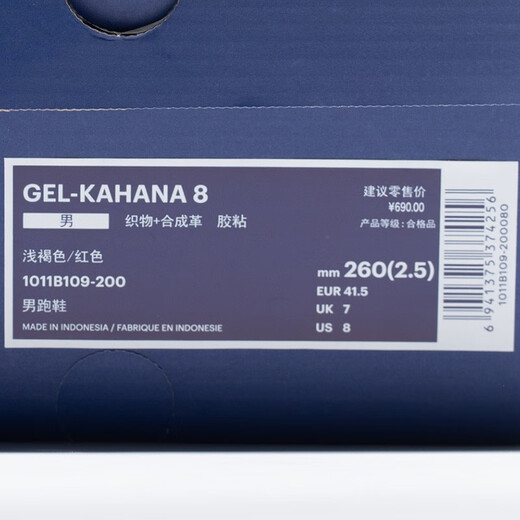 GEL-KAHANA 8
男 织物+合成革 胶粘
浅褐色/红色
1011B109-200
男跑鞋
MADE IN INDONESIA / FABRIQUE EN INDONESIE
建议零售价
¥690.00
产品等级: 合格品
mm 260(2.5)
EUR 41.5
UK 7
US 8
6 941375 374256
1011B109-200080